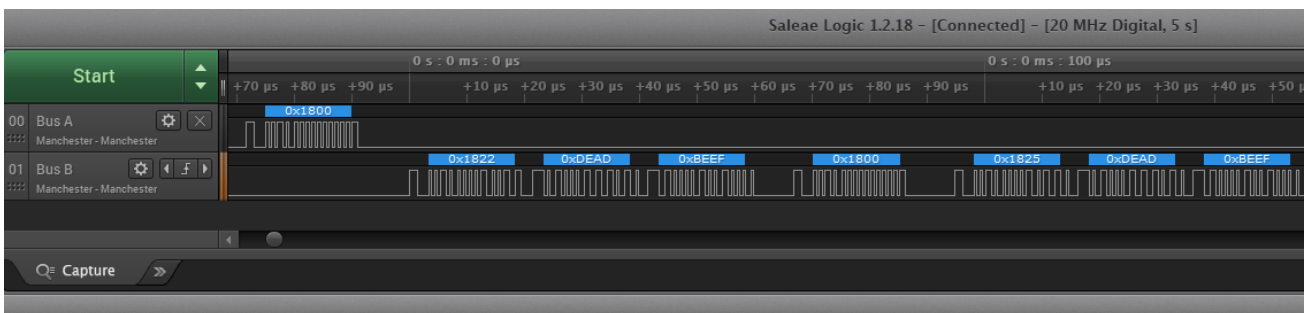 Saleae Logic 1.2.18 - [Connected] - [20 MHz Digital, 5 s]
Start
0 s : 0 ms : 0 µs
0 s : 0 ms : 100 µs
+70 µs +80 µs +90 µs +10 µs +20 µs +30 µs +40 µs +50 µs +60 µs +70 µs +80 µs +90 µs +10 µs +20 µs +30 µs +40 µs +50 µ
00 Bus A
0x1800
Manchester - Manchester
01 Bus B
0x1822 0xDEAD 0xBEEF 0x1800 0x1825 0xDEAD 0xBEEF
Manchester - Manchester
Capture